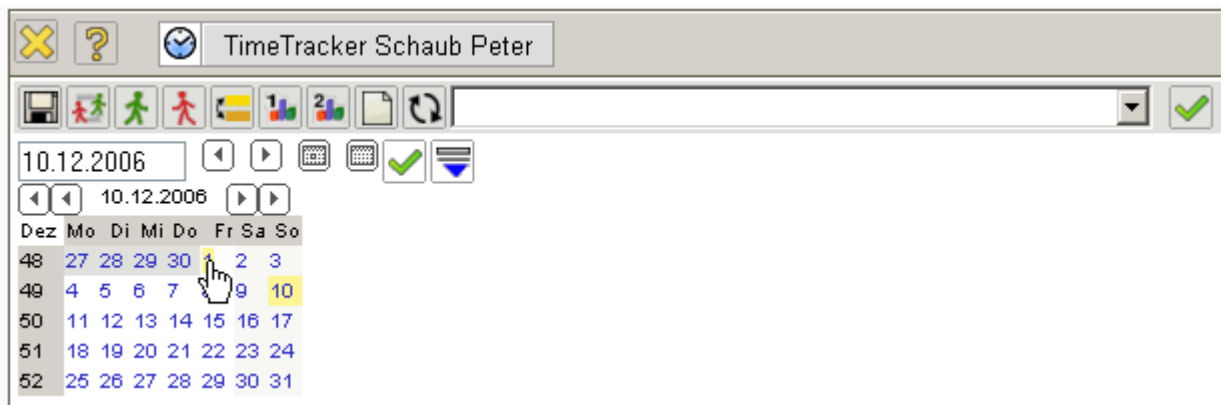 TimeTracker Schaub Peter
1 2
10.12.2006
10.12.2006
Dez Mo Di Mi Do Fr Sa So
48 27 28 29 30 1 2 3
49 4 5 6 7 9 10
50 11 12 13 14 15 16 17
51 18 19 20 21 22 23 24
52 25 26 27 28 29 30 31